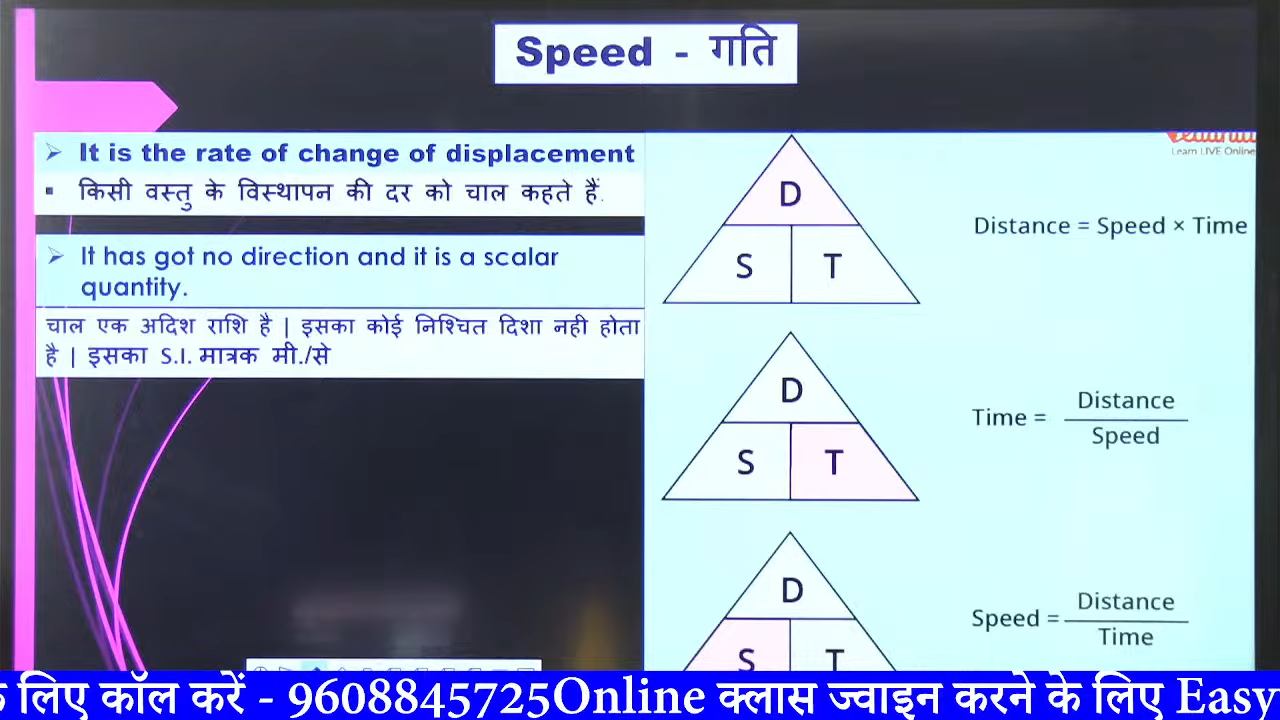 Speed - गति
It is the rate of change of displacement
किसी वस्तु के विस्थापन की दर को चाल कहते हैं.
It has got no direction and it is a scalar
quantity.
चाल एक अदिश राशि है | इसका कोई निश्चित दिशा नही होता
है | इसका S.I. मात्रक मी./से
Learn LIVE Online
D
S T
Distance = Speed × Time
D
S T
Time = Distance
Speed
D
S T
Speed = Distance
Time
लिए कॉल करें - 9608845725Online क्लास ज्वाइन करने के लिए Easy